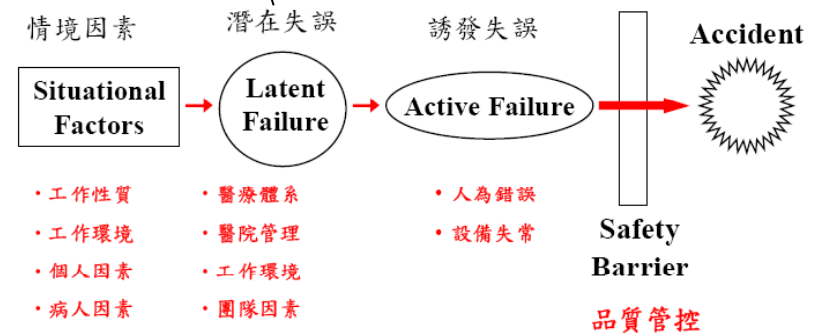 情境因素
潛在失誤
誘發失誤
Accident
Situational
Factors
Latent
Failure
Active Failure
・工作性質
・工作環境
・個人因素
・病人因素
・醫療體系
・醫院管理
・工作環境
・團隊因素
・人為錯誤
・設備失常
Safety
Barrier
品質管控